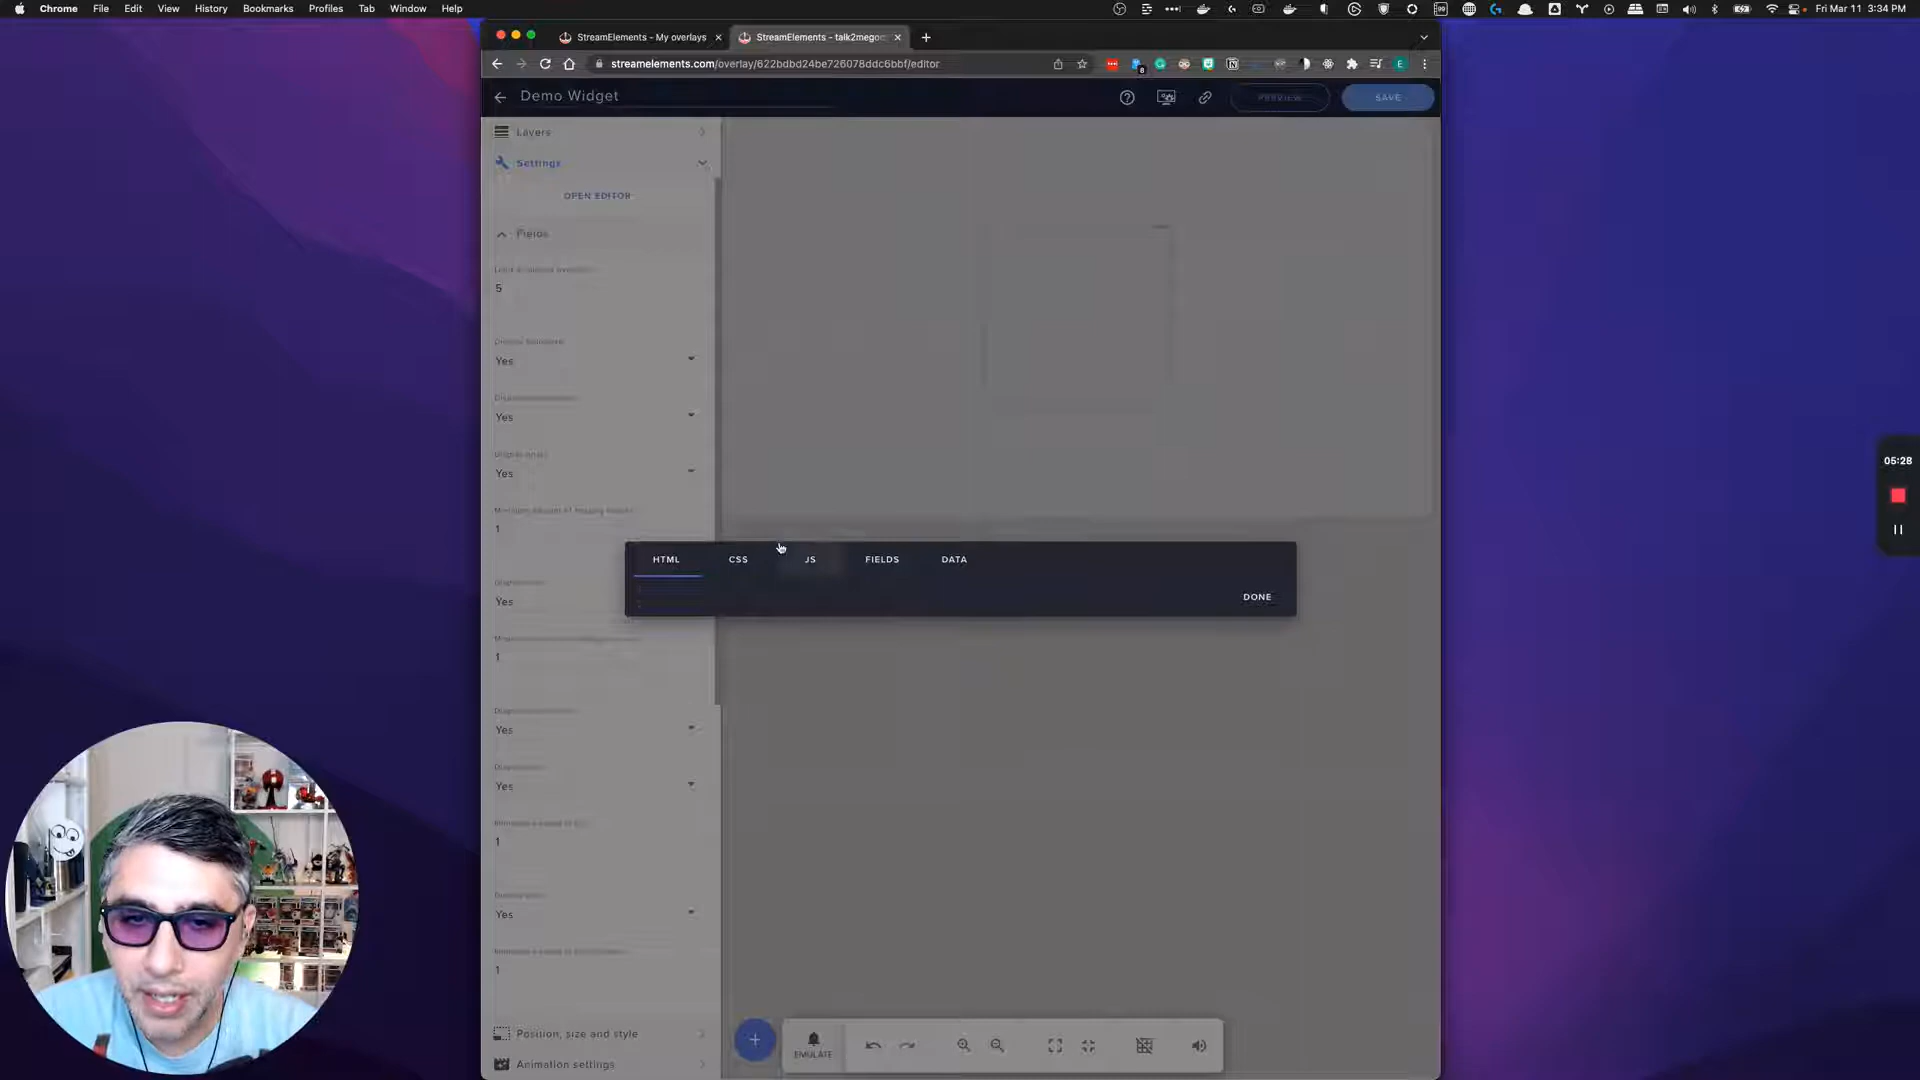 Chrome File Edit View History Bookmarks Profiles Tab Window Help
Fri Mar 11 3:34 PM
StreamElements - My overlays
StreamElements - talk2mego
streamelements.com/overlay/622bdbd24be726078ddc6bbf/editor
8
E
Demo Widget
PREVIEW
SAVE
Layers
Settings
OPEN EDITOR
Fields
5
Yes
Yes
Yes
1
Yes
1
Yes
Yes
1
Yes
1
HTML CSS JS FIELDS DATA
DONE
05:28
Position, size and style
Animation settings
EMULATE